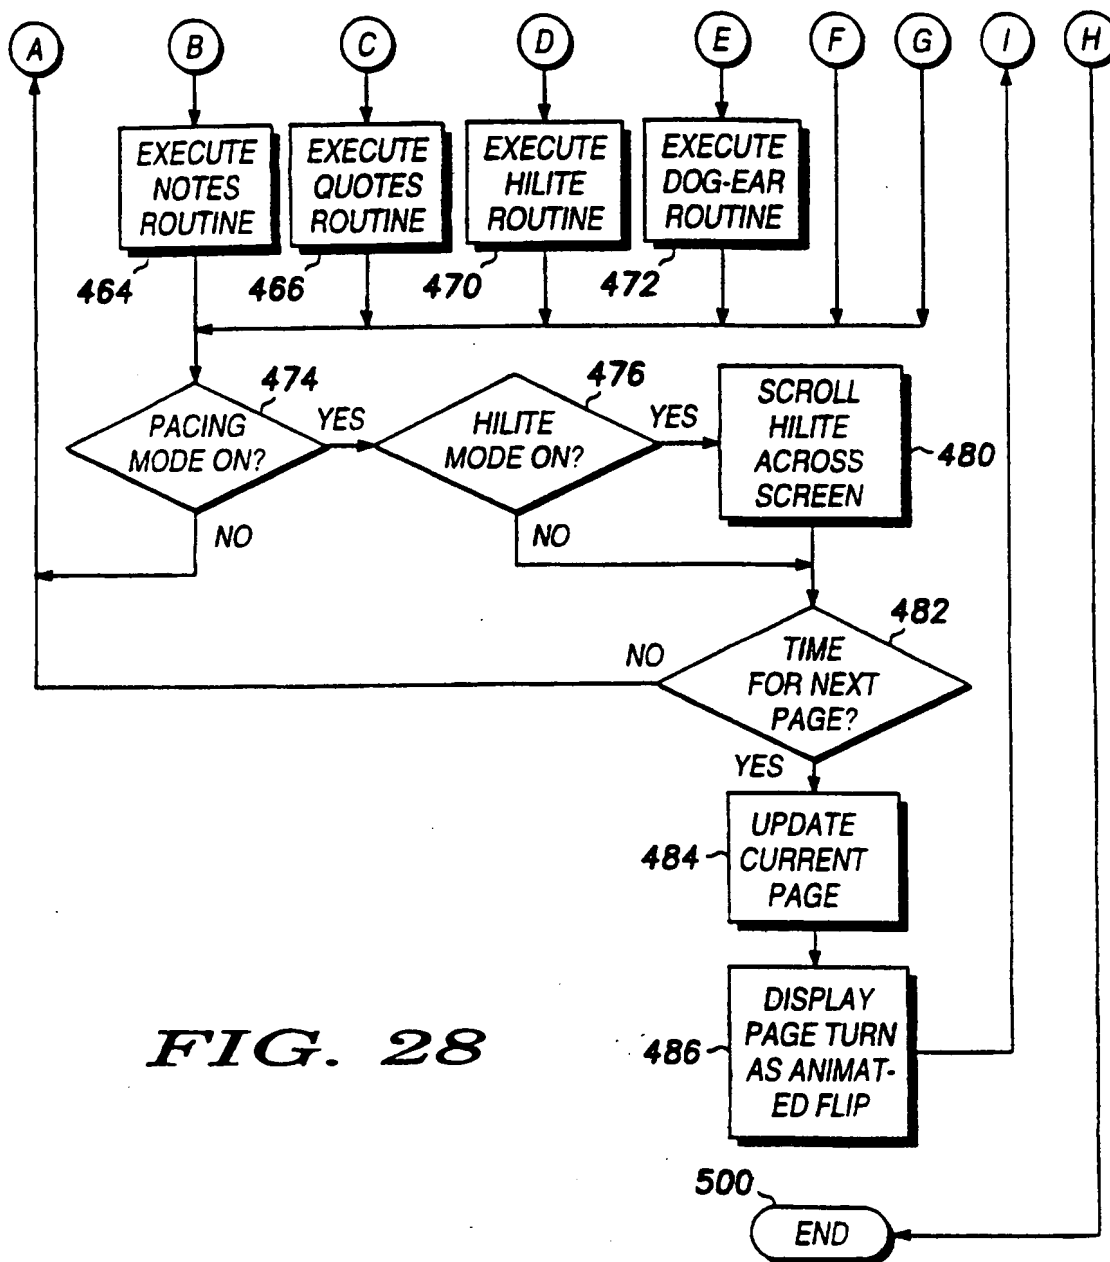 A B C D E F G I H
EXECUTE
NOTES
ROUTINE
464
EXECUTE
QUOTES
ROUTINE
466
EXECUTE
HILITE
ROUTINE
470
EXECUTE
DOG-EAR
ROUTINE
472
PACING
MODE ON?
474
YES
NO
HILITE
MODE ON?
476
YES
NO
SCROLL
HILITE
ACROSS
SCREEN
480
TIME
FOR NEXT
PAGE?
482
NO
YES
UPDATE
CURRENT
PAGE
484
DISPLAY
PAGE TURN
AS ANIMAT-
ED FLIP
486
FIG. 28
500
END